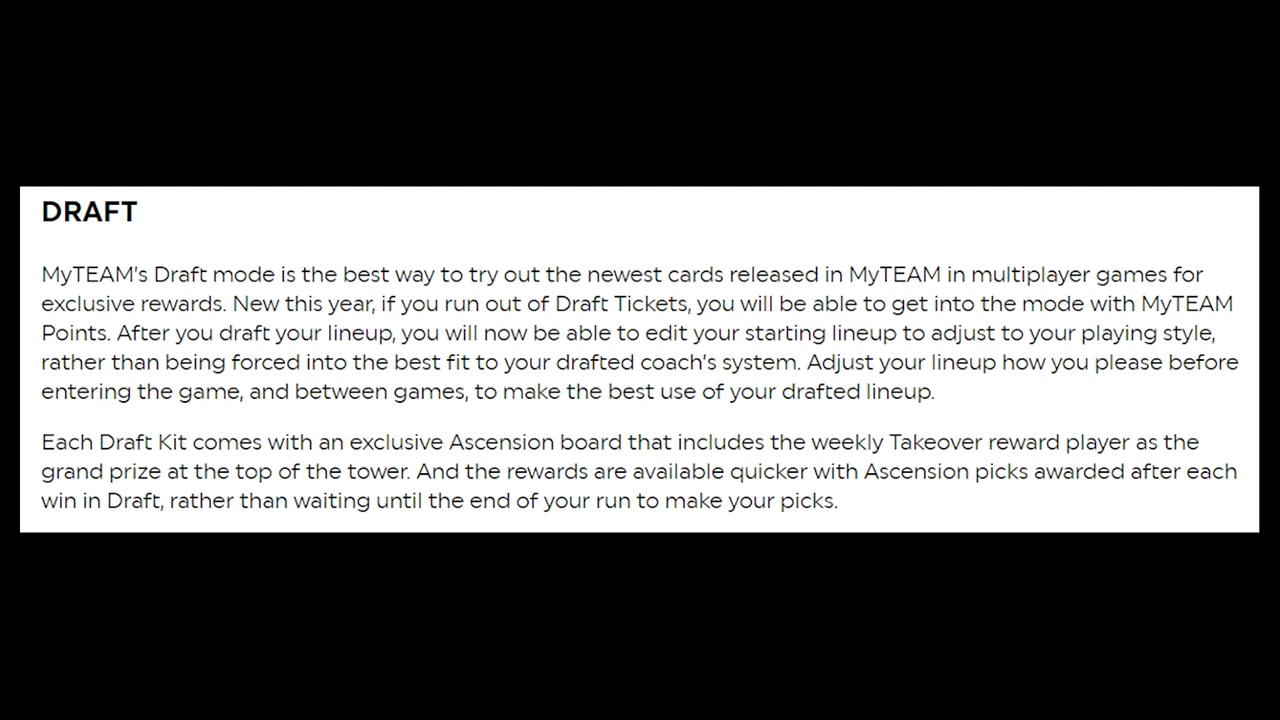 DRAFT
MyTEAM's Draft mode is the best way to try out the newest cards released in MyTEAM in multiplayer games for
exclusive rewards. New this year, if you run out of Draft Tickets, you will be able to get into the mode with MyTEAM
Points. After you draft your lineup, you will now be able to edit your starting lineup to adjust to your playing style,
rather than being forced into the best fit to your drafted coach's system. Adjust your lineup how you please before
entering the game, and between games, to make the best use of your drafted lineup.
Each Draft Kit comes with an exclusive Ascension board that includes the weekly Takeover reward player as the
grand prize at the top of the tower. And the rewards are available quicker with Ascension picks awarded after each
win in Draft, rather than waiting until the end of your run to make your picks.